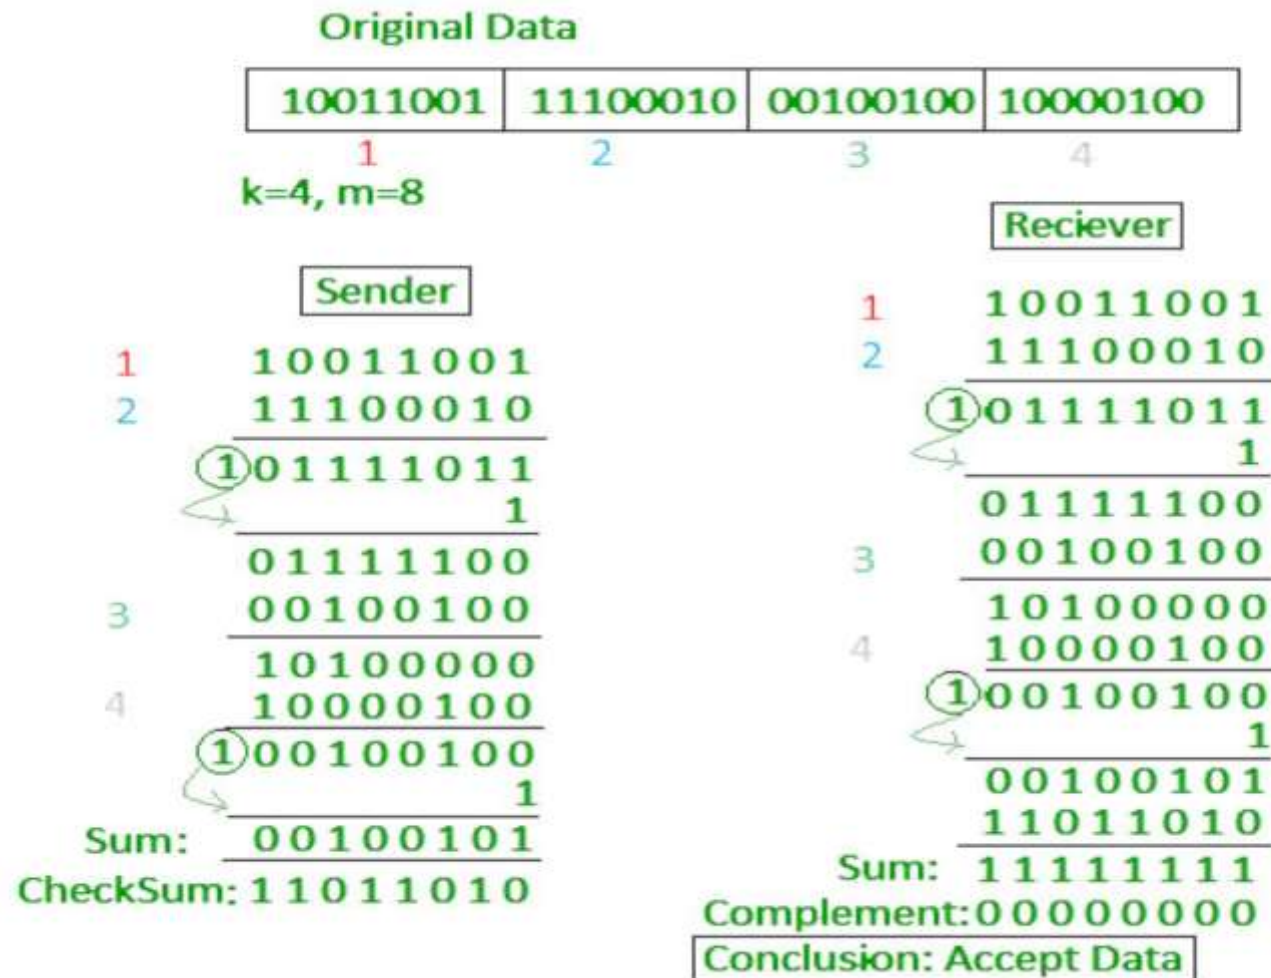 Original Data
10011001 11100010 00100100 10000100
1 2 3 4
k=4, m=8
Sender
1 10011001
2 11100010
1 01111011
1
01111100
3 00100100
10100000
4 10000100
1 00100100
1
Sum: 00100101
CheckSum: 11011010
Reciever
1 10011001
2 11100010
1 01111011
1
01111100
3 00100100
10100000
4 10000100
1 00100100
1
00100101
11011010
Sum: 11111111
Complement: 00000000
Conclusion: Accept Data